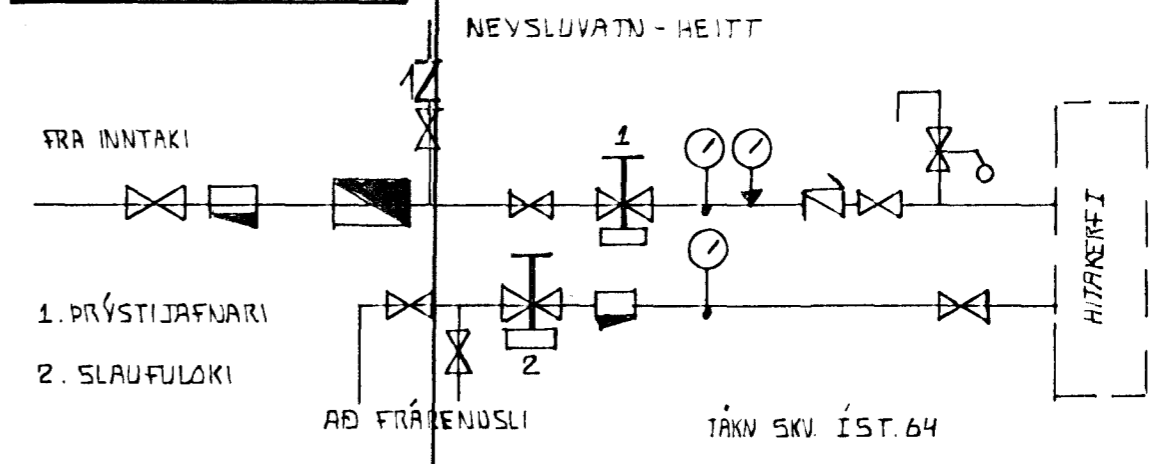 NEYSLUVATN - HEITT
FRA INNTAKI
1
1. ÞRÝSTIJAFNARI
2. SLAUFULOKI
2
AÐ FRÁRENNSLI
TÁKN SKV. ÍST. 64
HITAKERFI